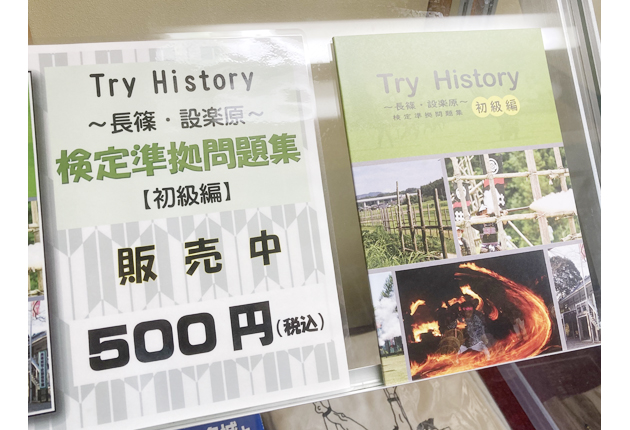 Try History
～長篠・設楽原～
検定準拠問題集
【初級編】
販売中
500円(税込)
Try History
～長篠・設楽原～
検定準拠問題集
初級編